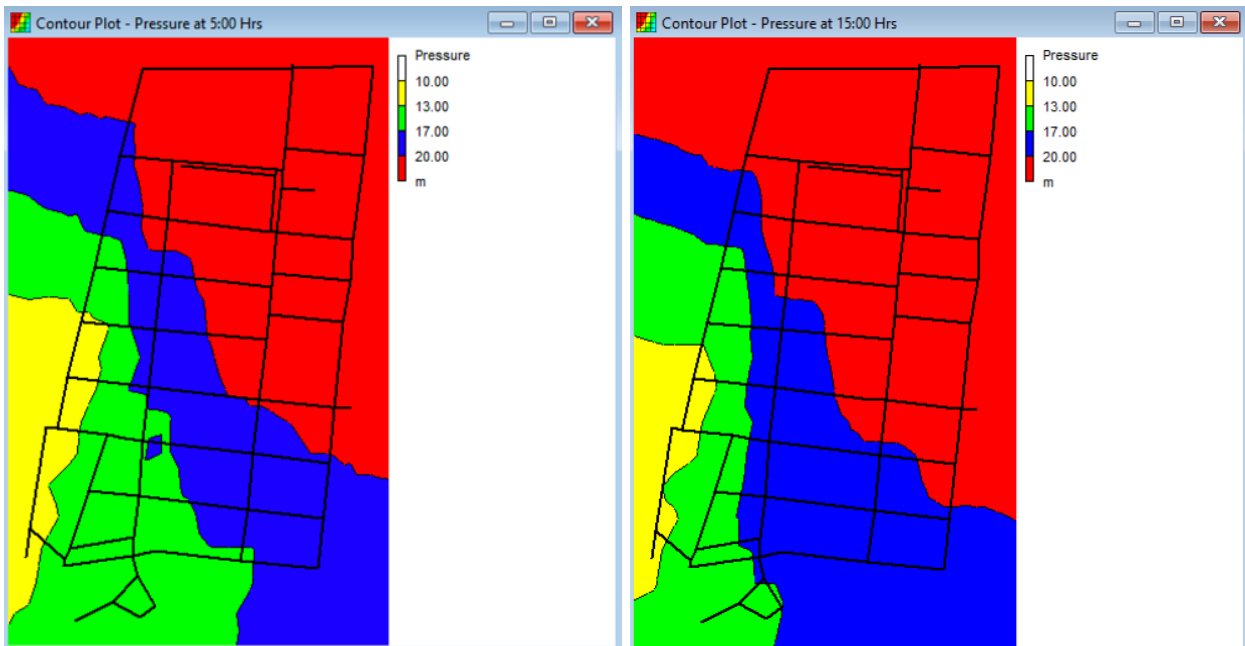 Contour Plot - Pressure at 5:00 Hrs
Pressure
10.00
13.00
17.00
20.00
m
Contour Plot - Pressure at 15:00 Hrs
Pressure
10.00
13.00
17.00
20.00
m